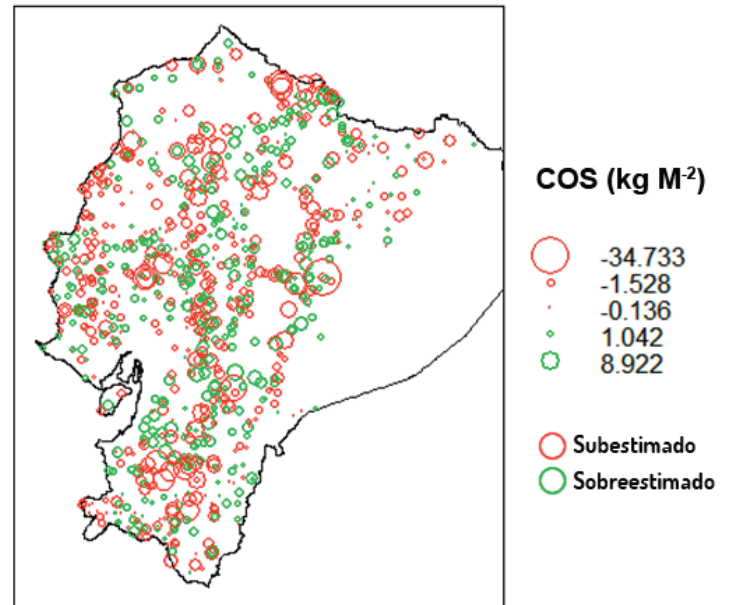 COS (kg M⁻²)
-34.733
-1.528
-0.136
1.042
8.922
Subestimado
Sobreestimado